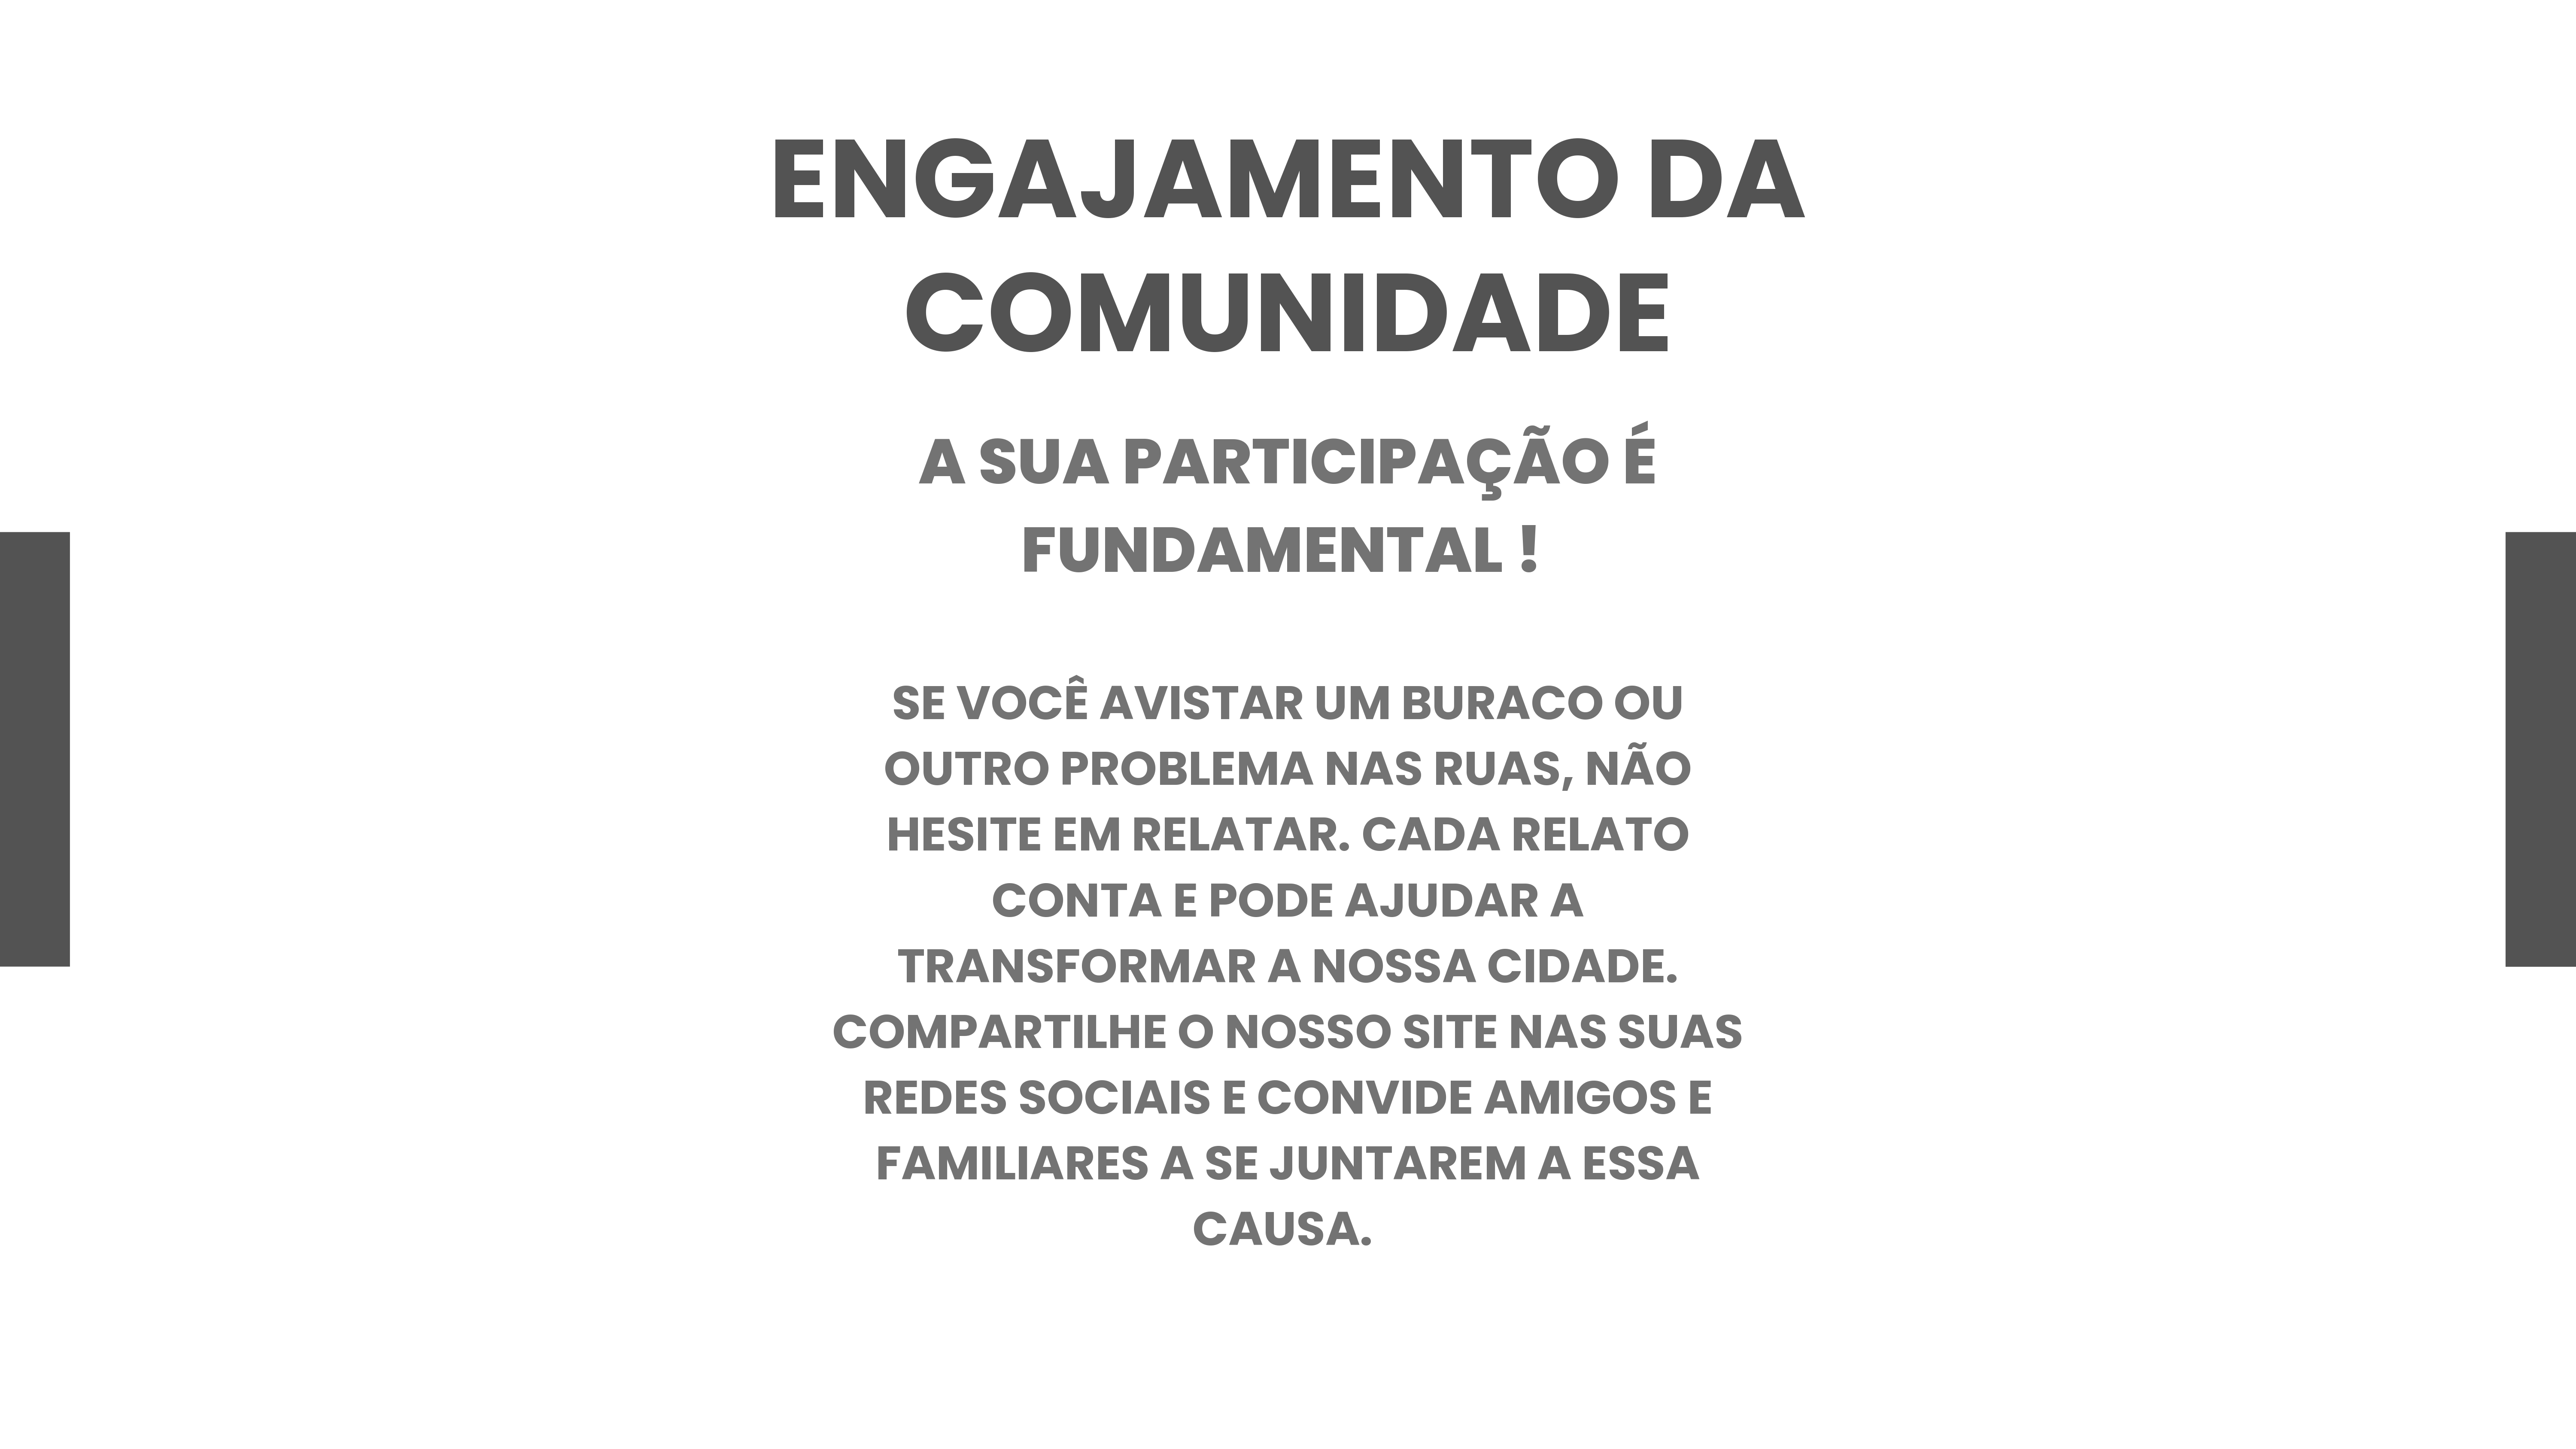 ENGAJAMENTO DA
COMUNIDADE
A SUA PARTICIPAÇÃO É
FUNDAMENTAL !
SE VOCÊ AVISTAR UM BURACO OU
OUTRO PROBLEMA NAS RUAS, NÃO
HESITE EM RELATAR. CADA RELATO
CONTA E PODE AJUDAR A
TRANSFORMAR A NOSSA CIDADE.
COMPARTILHE O NOSSO SITE NAS SUAS
REDES SOCIAIS E CONVIDE AMIGOS E
FAMILIARES A SE JUNTAREM A ESSA
CAUSA.